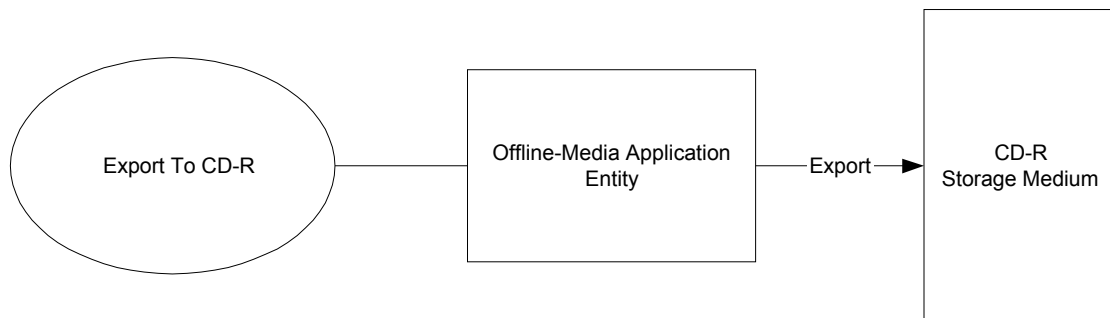 Export To CD-R
Offline-Media Application
Entity
Export
CD-R
Storage Medium